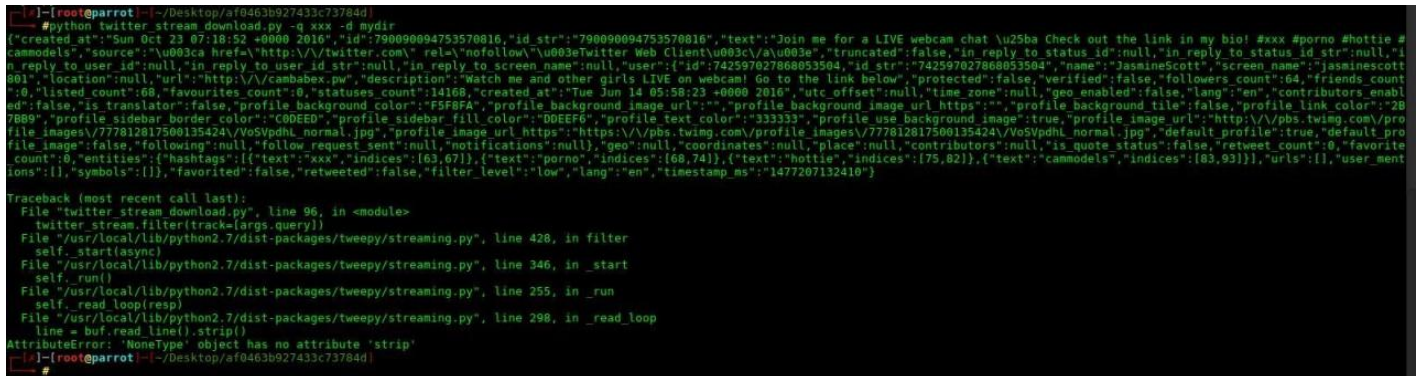 [x]-[root@parrot]-[~/Desktop/af0463b927433c73784d]
#python twitter_stream_download.py -q xxx -d mydir
{"created_at":"Sun Oct 23 07:18:52 +0000 2016","id":790090094753570816,"id_str":"790090094753570816","text":"Join me for a LIVE webcam chat \u25ba Check out the link in my bio! #xxx #porno #hottie #
cammodels","source":"\u003ca href=\"http:\/\/twitter.com\" rel=\"nofollow\"\u003eTwitter Web Client\u003c\/a\u003e","truncated":false,"in_reply_to_status_id":null,"in_reply_to_status_id_str":null,"i
n_reply_to_user_id":null,"in_reply_to_user_id_str":null,"in_reply_to_screen_name":null,"user":{"id":742597027868053504,"id_str":"742597027868053504","name":"JasmineScott","screen_name":"jasminescott
801","location":null,"url":"http:\/\/cambabex.pw","description":"Watch me and other girls LIVE on webcam! Go to the link below","protected":false,"verified":false,"followers_count":64,"friends_count
":0,"listed_count":68,"favourites_count":0,"statuses_count":14168,"created_at":"Tue Jun 14 05:58:23 +0000 2016","utc_offset":null,"time_zone":null,"geo_enabled":false,"lang":"en","contributors_enabl
ed":false,"is_translator":false,"profile_background_color":"F5F8FA","profile_background_image_url":"","profile_background_image_url_https":"","profile_background_tile":false,"profile_link_color":"2B
7BB9","profile_sidebar_border_color":"C0DEED","profile_sidebar_fill_color":"DDEEF6","profile_text_color":"333333","profile_use_background_image":true,"profile_image_url":"http:\/\/pbs.twimg.com\/pro
file_images\/777812817500135424\/VoSVpdhL_normal.jpg","profile_image_url_https":"https:\/\/pbs.twimg.com\/profile_images\/777812817500135424\/VoSVpdhL_normal.jpg","default_profile":true,"default_pro
file_image":false,"following":null,"follow_request_sent":null,"notifications":null},"geo":null,"coordinates":null,"place":null,"contributors":null,"is_quote_status":false,"retweet_count":0,"favorite
_count":0,"entities":{"hashtags":[{"text":"xxx","indices":[63,67]},{"text":"porno","indices":[68,74]},{"text":"hottie","indices":[75,82]},{"text":"cammodels","indices":[83,93]}],"urls":[],"user_ment
ions":[],"symbols":[]},"favorited":false,"retweeted":false,"filter_level":"low","lang":"en","timestamp_ms":"1477207132410"}
Traceback (most recent call last):
File "twitter_stream_download.py", line 96, in <module>
twitter_stream.filter(track=[args.query])
File "/usr/local/lib/python2.7/dist-packages/tweepy/streaming.py", line 428, in filter
self._start(async)
File "/usr/local/lib/python2.7/dist-packages/tweepy/streaming.py", line 346, in _start
self._run()
File "/usr/local/lib/python2.7/dist-packages/tweepy/streaming.py", line 255, in _run
self._read_loop(resp)
File "/usr/local/lib/python2.7/dist-packages/tweepy/streaming.py", line 298, in _read_loop
line = buf.read_line().strip()
AttributeError: 'NoneType' object has no attribute 'strip'
[x]-[root@parrot]-[~/Desktop/af0463b927433c73784d]
#